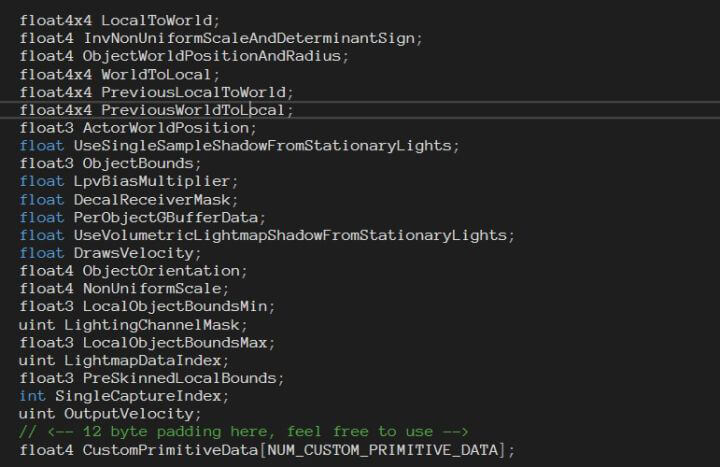 float4x4 LocalToWorld;
float4 InvNonUniformScaleAndDeterminantSign;
float4 ObjectWorldPositionAndRadius;
float4x4 WorldToLocal;
float4x4 PreviousLocalToWorld;
float4x4 PreviousWorldToLocal;
float3 ActorWorldPosition;
float UseSingleSampleShadowFromStationaryLights;
float3 ObjectBounds;
float LpvBiasMultiplier;
float DecalReceiverMask;
float PerObjectGBufferData;
float UseVolumetricLightmapShadowFromStationaryLights;
float DrawsVelocity;
float4 ObjectOrientation;
float4 NonUniformScale;
float3 LocalObjectBoundsMin;
uint LightingChannelMask;
float3 LocalObjectBoundsMax;
uint LightmapDataIndex;
float3 PreSkinnedLocalBounds;
int SingleCaptureIndex;
uint OutputVelocity;
// <-- 12 byte padding here, feel free to use -->
float4 CustomPrimitiveData[NUM_CUSTOM_PRIMITIVE_DATA];